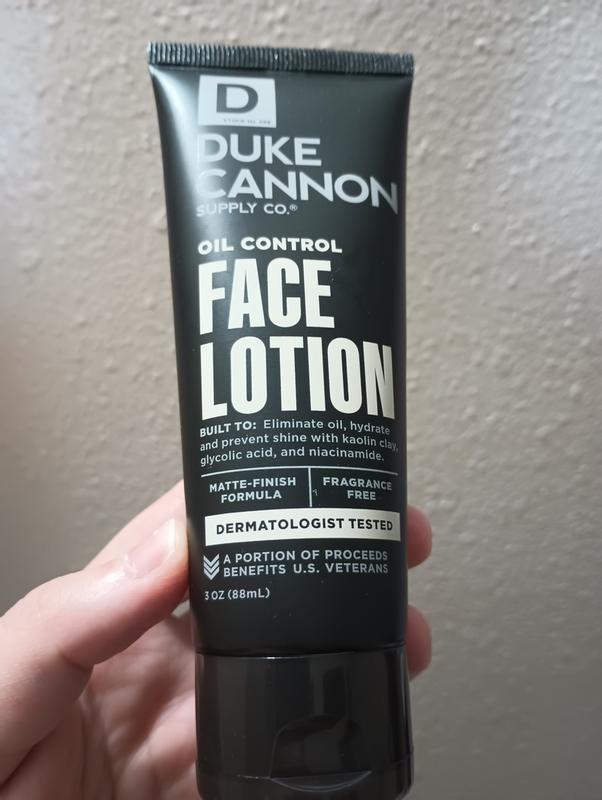 D
DUKE
CANNON
SUPPLY CO.®
OIL CONTROL
FACE
LOTION
BUILT TO: Eliminate oil, hydrate
and prevent shine with kaolin clay,
glycolic acid, and niacinamide.
MATTE-FINISH
FORMULA
FRAGRANCE
FREE
DERMATOLOGIST TESTED
A PORTION OF PROCEEDS
BENEFITS U.S. VETERANS
3 OZ (88mL)